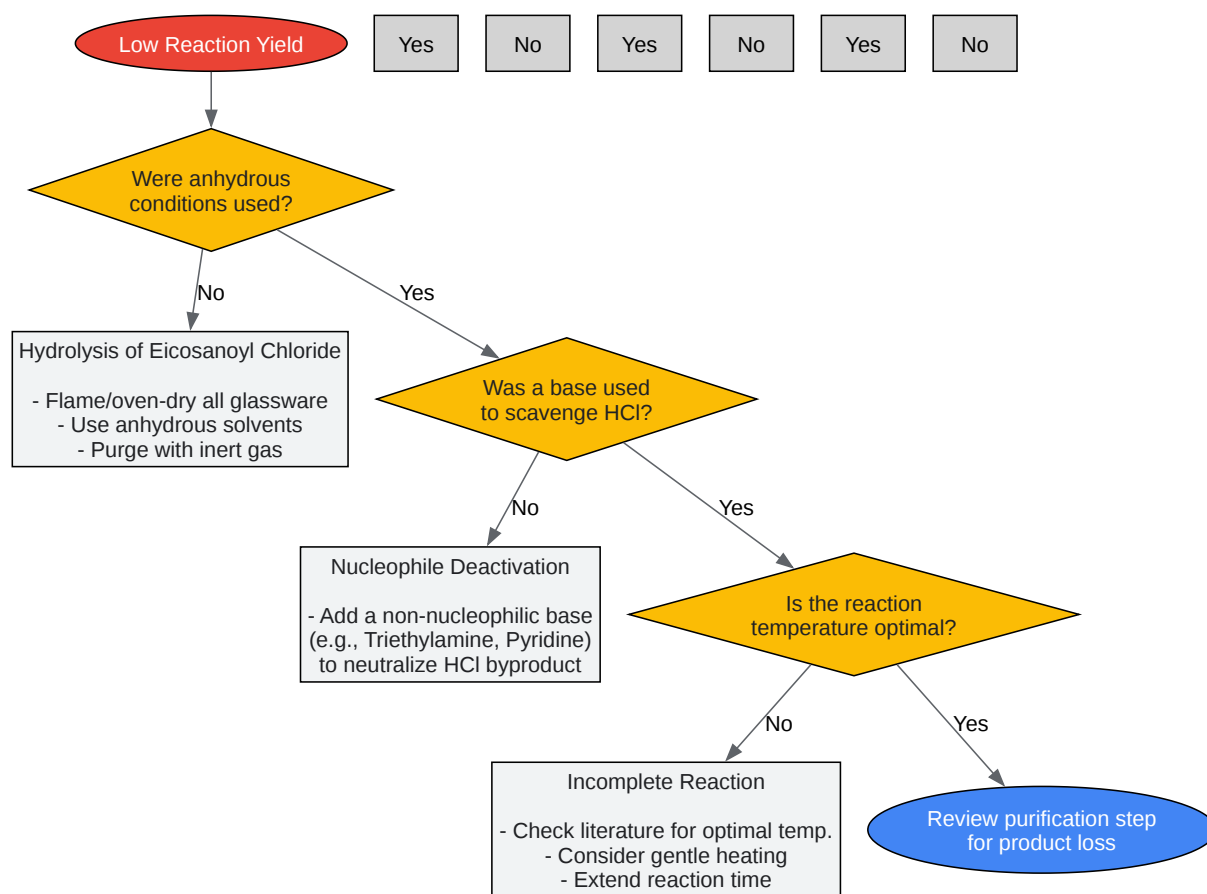 Low Reaction Yield
Yes
No
Yes
No
Yes
No
Were anhydrous
conditions used?
No
Yes
Hydrolysis of Eicosanoyl Chloride
- Flame/oven-dry all glassware
- Use anhydrous solvents
- Purge with inert gas
Was a base used
to scavenge HCl?
No
Yes
Nucleophile Deactivation
- Add a non-nucleophilic base
(e.g., Triethylamine, Pyridine)
to neutralize HCl byproduct
Is the reaction
temperature optimal?
No
Yes
Incomplete Reaction
- Check literature for optimal temp.
- Consider gentle heating
- Extend reaction time
Review purification step
for product loss